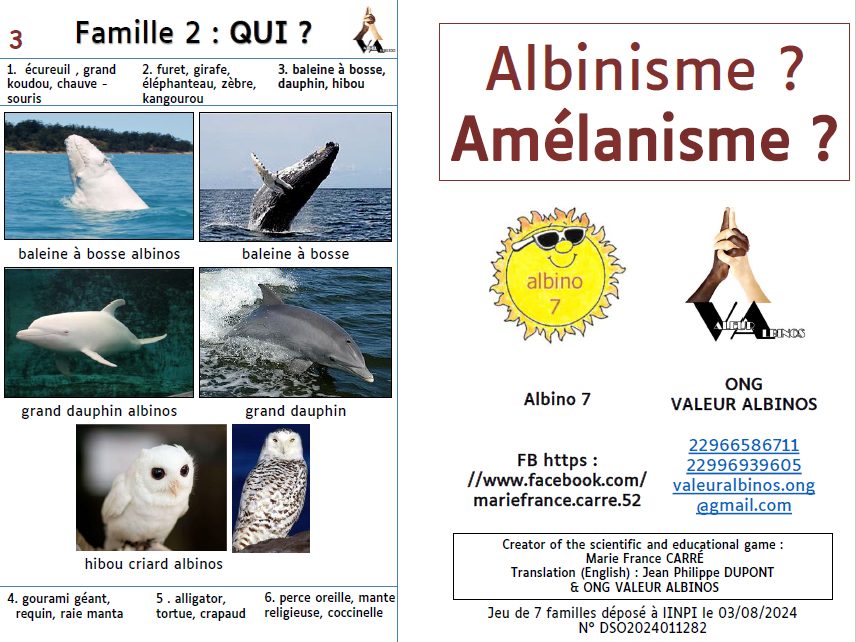 3
Famille 2 : QUI ?
1. écureuil , grand
koudou, chauve -
souris
2. furet, girafe,
éléphanteau, zèbre,
kangourou
3. baleine à bosse,
dauphin, hibou
baleine à bosse albinos
baleine à bosse
grand dauphin albinos
grand dauphin
hibou criard albinos
4. gourami géant,
requin, raie manta
5 . alligator,
tortue, crapaud
6. perce oreille, mante
religieuse, coccinelle
Albinisme ?
Amélanisme ?
albino
7
VALEUR ALBINOS
Albino 7
FB https :
//www.facebook.com/
mariefrance.carre.52
ONG
VALEUR ALBINOS
22966586711
22996939605
valeuralbinos.ong
@gmail.com
Creator of the scientific and educational game :
Marie France CARRÉ
Translation (English) : Jean Philippe DUPONT
& ONG VALEUR ALBINOS
Jeu de 7 familles déposé à lINPI le 03/08/2024
N° DSO2024011282